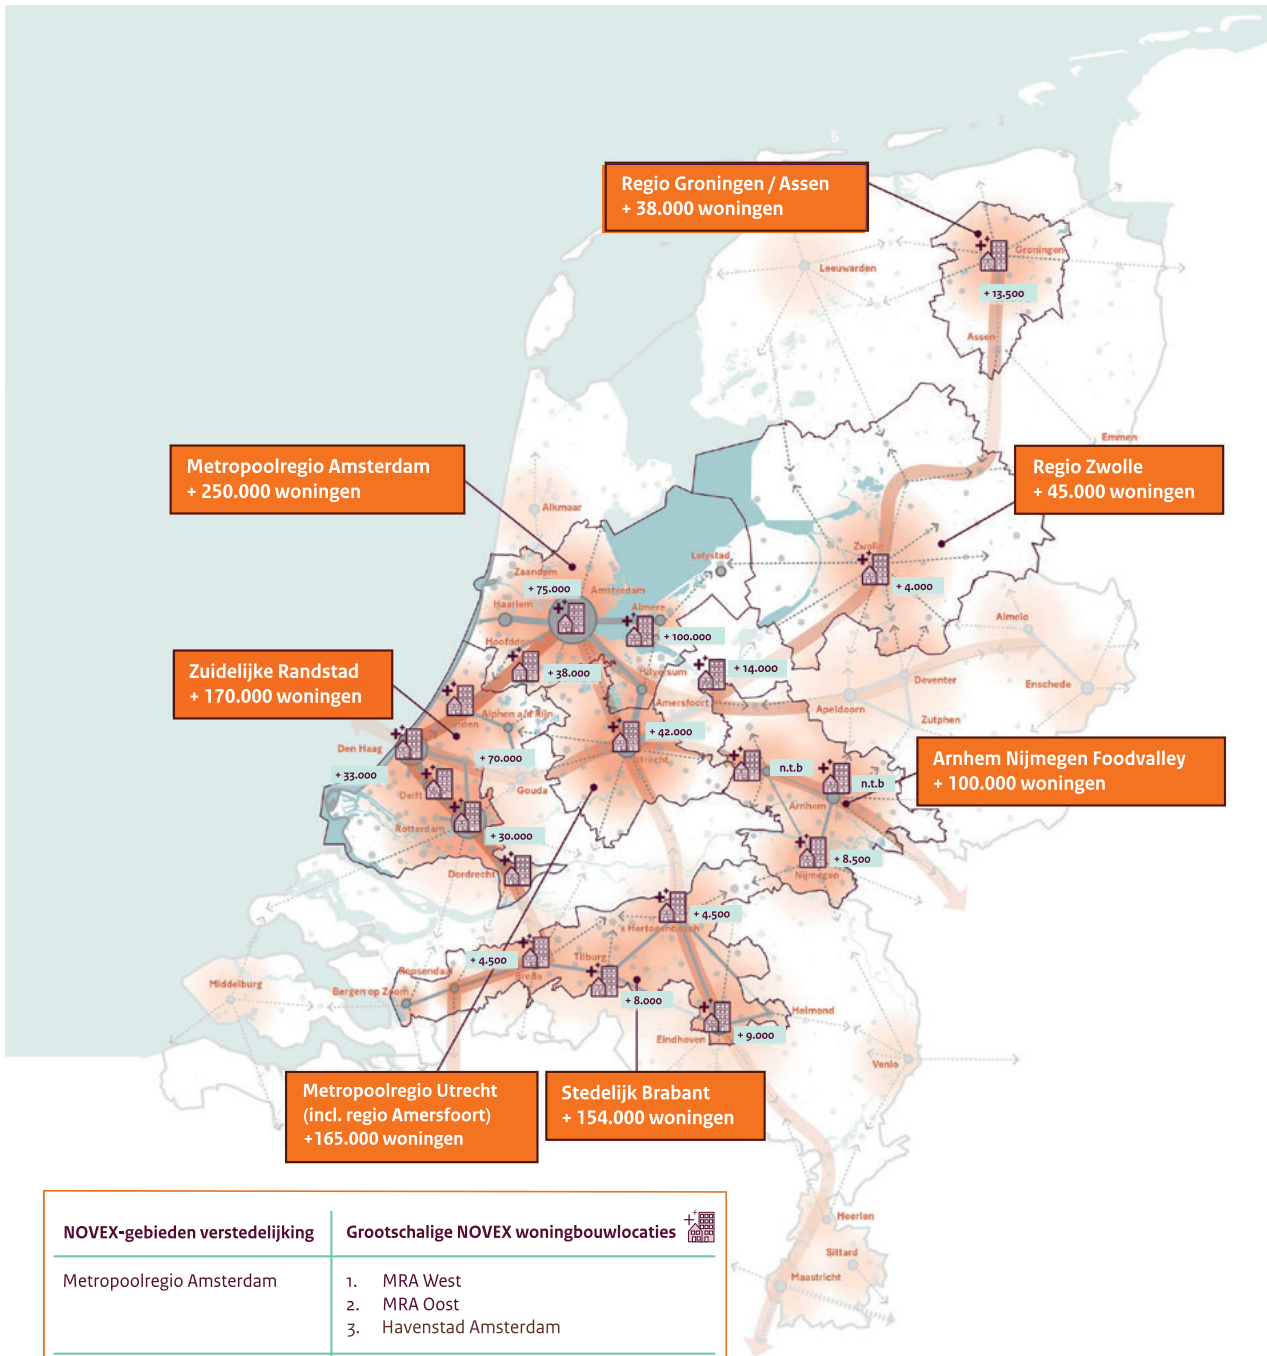 5
Regio Groningen / Assen
+ 38.000 woningen
Groningen
Leeuwarden
+ 13.500
Assen
Emmen
Metropoolregio Amsterdam
+ 250.000 woningen
Regio Zwolle
+ 45.000 woningen
Alkmaar
Lelystad
Zwolle
Zaandam
+ 75.000
Amsterdam
+ 4.000
Haarlem
Almere
Almelo
+ 100.000
Hoofddorp
Zuidelijke Randstad
+ 170.000 woningen
+ 38.000
Hilversum
+ 14.000
Deventer
Enschede
Amersfoort
Apeldoorn
Alphen a/d Rijn
Zutphen
+ 42.000
Den Haag
Utrecht
+ 70.000
n.t.b
Arnhem Nijmegen Foodvalley
+ 100.000 woningen
+ 33.000
n.t.b
Delft
Gouda
Arnhem
Rotterdam
+ 30.000
+ 8.500
Dordrecht
Nijmegen
+ 4.500
's Hertogenbosch
+ 4.500
Tilburg
Roosendaal
Breda
Middelburg
Bergen op Zoom
+ 8.000
Helmond
+ 9.000
Eindhoven
Venlo
Metropoolregio Utrecht
(incl. regio Amersfoort)
+165.000 woningen
Stedelijk Brabant
+ 154.000 woningen
Heerlen
Sittard
Maastricht
NOVEX-gebieden verstedelijking
Grootschalige NOVEX woningbouwlocaties
Metropoolregio Amsterdam
1. MRA West
2. MRA Oost
3. Havenstad Amsterdam